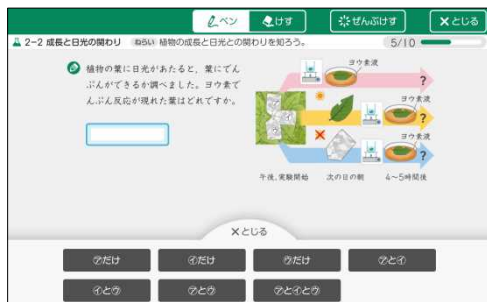 ペン
けす
ぜんぶけす
×とじる
2-2 成長と日光の関わり ねらい 植物の成長と日光との関わりを知ろう。 5/10
植物の葉に日光があたると、葉にでん
ぷんができるか調べました。ヨウ素で
んぷん反応が現れた葉はどれですか。
ヨウ素液
?
ヨウ素液
?
ヨウ素液
?
午後、実験開始 次の日の朝 4~5時間後
×とじる
㋐だけ
㋑だけ
㋒だけ
㋐と㋑
㋑と㋒
㋐と㋒
㋐と㋑と㋒